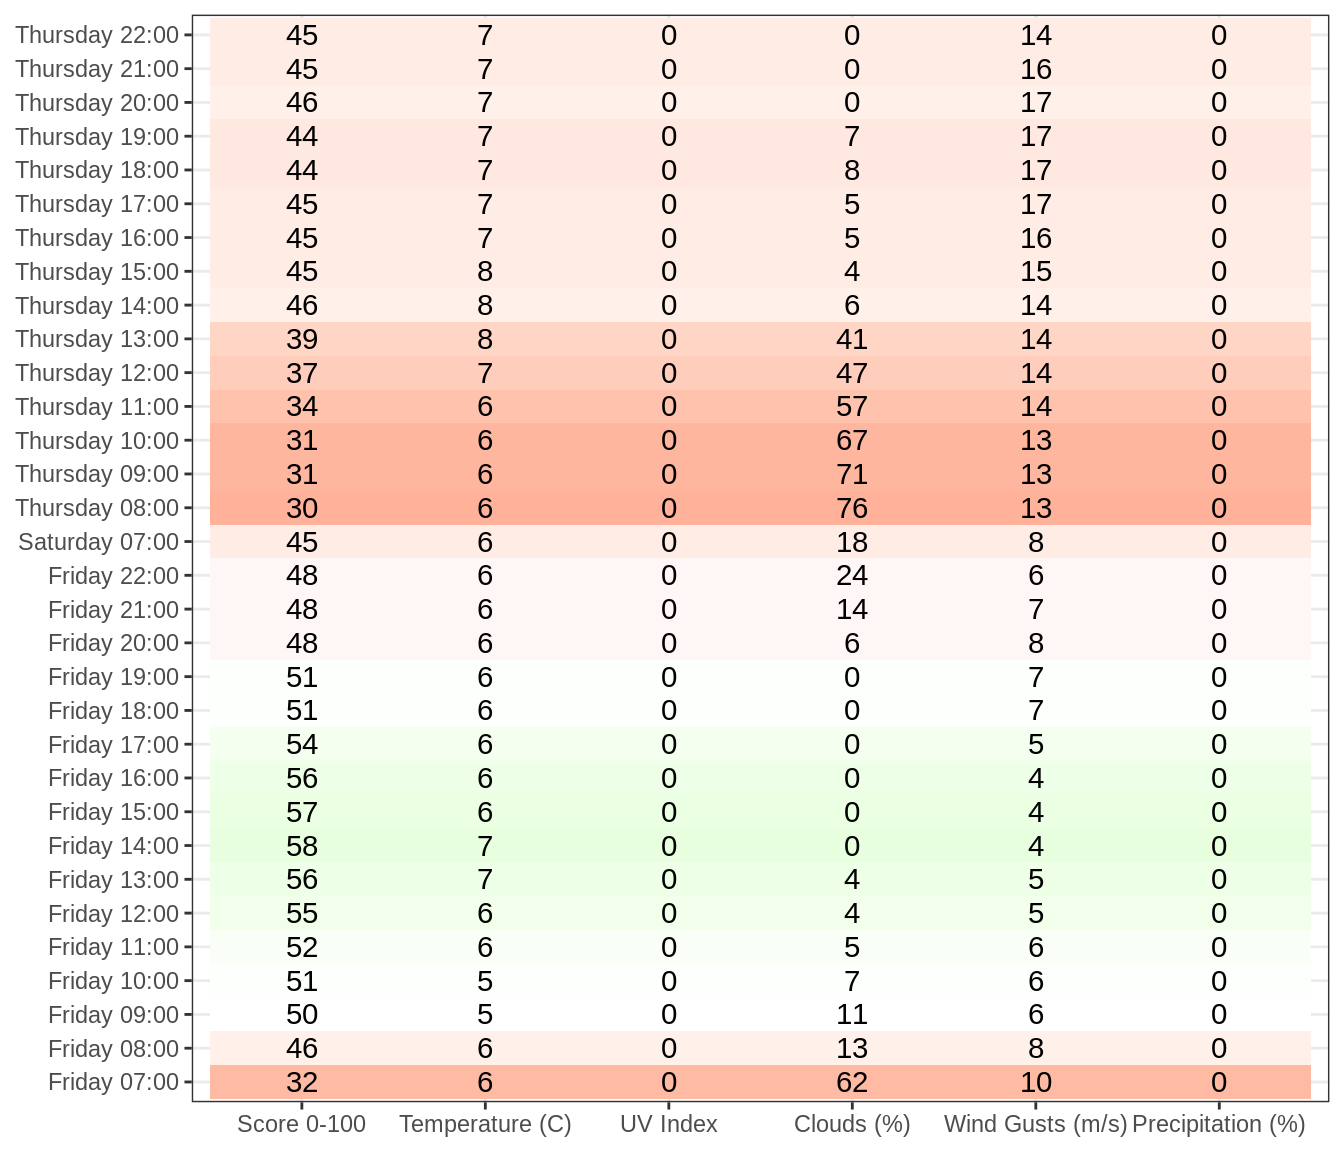 Thursday 22:00 45 7 0 0 14 0
Thursday 21:00 45 7 0 0 16 0
Thursday 20:00 46 7 0 0 17 0
Thursday 19:00 44 7 0 7 17 0
Thursday 18:00 44 7 0 8 17 0
Thursday 17:00 45 7 0 5 17 0
Thursday 16:00 45 7 0 5 16 0
Thursday 15:00 45 8 0 4 15 0
Thursday 14:00 46 8 0 6 14 0
Thursday 13:00 39 8 0 41 14 0
Thursday 12:00 37 7 0 47 14 0
Thursday 11:00 34 6 0 57 14 0
Thursday 10:00 31 6 0 67 13 0
Thursday 09:00 31 6 0 71 13 0
Thursday 08:00 30 6 0 76 13 0
Saturday 07:00 45 6 0 18 8 0
Friday 22:00 48 6 0 24 6 0
Friday 21:00 48 6 0 14 7 0
Friday 20:00 48 6 0 6 8 0
Friday 19:00 51 6 0 0 7 0
Friday 18:00 51 6 0 0 7 0
Friday 17:00 54 6 0 0 5 0
Friday 16:00 56 6 0 0 4 0
Friday 15:00 57 6 0 0 4 0
Friday 14:00 58 7 0 0 4 0
Friday 13:00 56 7 0 4 5 0
Friday 12:00 55 6 0 4 5 0
Friday 11:00 52 6 0 5 6 0
Friday 10:00 51 5 0 7 6 0
Friday 09:00 50 5 0 11 6 0
Friday 08:00 46 6 0 13 8 0
Friday 07:00 32 6 0 62 10 0
Score 0-100 Temperature (C) UV Index Clouds (%) Wind Gusts (m/s) Precipitation (%)